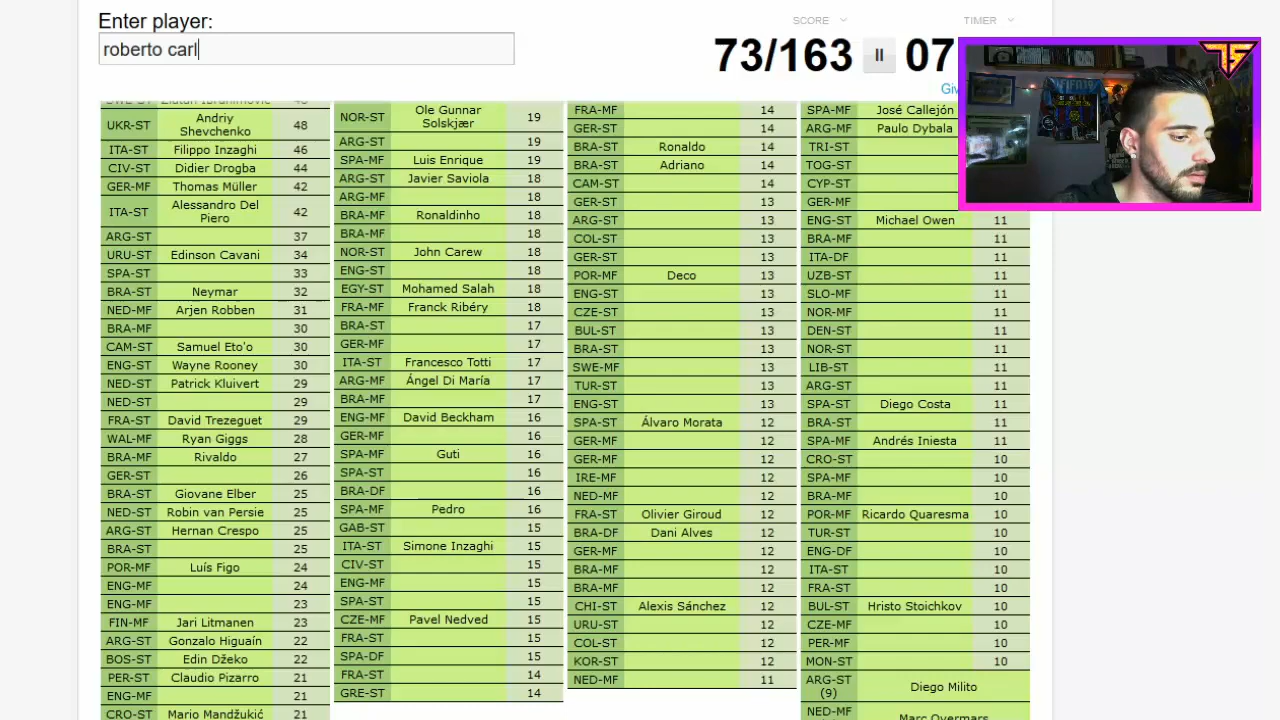 Enter player:
SCORE
TIMER
roberto carl
73/163
07
SWE-ST Zlatan Ibrahimović 48
UKR-ST Andriy Shevchenko 48
ITA-ST Filippo Inzaghi 46
CIV-ST Didier Drogba 44
GER-MF Thomas Müller 42
ITA-ST Alessandro Del Piero 42
ARG-ST 37
URU-ST Edinson Cavani 34
SPA-ST 33
BRA-ST Neymar 32
NED-MF Arjen Robben 31
BRA-MF 30
CAM-ST Samuel Eto'o 30
ENG-ST Wayne Rooney 30
NED-ST Patrick Kluivert 29
NED-ST 29
FRA-ST David Trezeguet 29
WAL-MF Ryan Giggs 28
BRA-MF Rivaldo 27
GER-ST 26
BRA-ST Giovane Elber 25
NED-ST Robin van Persie 25
ARG-ST Hernan Crespo 25
BRA-ST 25
POR-MF Luís Figo 24
ENG-MF 24
ENG-MF 23
FIN-MF Jari Litmanen 23
ARG-ST Gonzalo Higuaín 22
BOS-ST Edin Džeko 22
PER-ST Claudio Pizarro 21
ENG-MF 21
CRO-ST Mario Mandžukić 21
NOR-ST Ole Gunnar Solskjær 19
ARG-ST 19
SPA-MF Luis Enrique 19
ARG-ST Javier Saviola 18
ARG-MF 18
BRA-MF Ronaldinho 18
BRA-MF 18
NOR-ST John Carew 18
ENG-ST 18
EGY-ST Mohamed Salah 18
FRA-MF Franck Ribéry 18
BRA-ST 17
GER-MF 17
ITA-ST Francesco Totti 17
ARG-MF Ángel Di María 17
BRA-MF 17
ENG-MF David Beckham 16
GER-MF 16
SPA-MF Guti 16
SPA-ST 16
BRA-DF 16
SPA-MF Pedro 16
GAB-ST 15
ITA-ST Simone Inzaghi 15
CIV-ST 15
ENG-MF 15
SPA-ST 15
CZE-MF Pavel Nedved 15
FRA-ST 15
SPA-DF 15
FRA-ST 14
GRE-ST 14
FRA-MF 14
GER-ST 14
BRA-ST Ronaldo 14
BRA-ST Adriano 14
CAM-ST 14
GER-ST 14
ARG-ST 13
COL-ST 13
GER-ST 13
POR-MF Deco 13
ENG-ST 13
CZE-ST 13
BUL-ST 13
BRA-ST 13
SWE-MF 13
TUR-ST 13
ENG-ST 13
SPA-ST Álvaro Morata 12
GER-MF 12
GER-ST 12
IRE-MF 12
NED-MF 12
FRA-ST Olivier Giroud 12
BRA-DF Dani Alves 12
GER-MF 12
BRA-MF 12
BRA-MF 12
CHI-ST Alexis Sánchez 12
URU-ST 12
COL-ST 12
KOR-ST 12
NED-MF 11
SPA-MF José Callejón
ARG-MF Paulo Dybala
TRI-ST
TOG-ST
CYP-ST
GER-MF
ENG-ST Michael Owen 11
BRA-MF 11
ITA-DF 11
UZB-ST 11
SLO-MF 11
NOR-MF 11
DEN-ST 11
NOR-ST 11
LIB-ST 11
ARG-ST 11
SPA-ST Diego Costa 11
BRA-ST 11
SPA-MF Andrés Iniesta 11
CRO-ST 10
SPA-MF 10
BRA-MF 10
POR-MF Ricardo Quaresma 10
TUR-ST 10
ENG-DF 10
ITA-ST 10
FRA-ST 10
BUL-ST Hristo Stoichkov 10
CZE-MF 10
PER-MF 10
MON-ST 10
ARG-ST (9) Diego Milito
NED-MF Marc Overmars